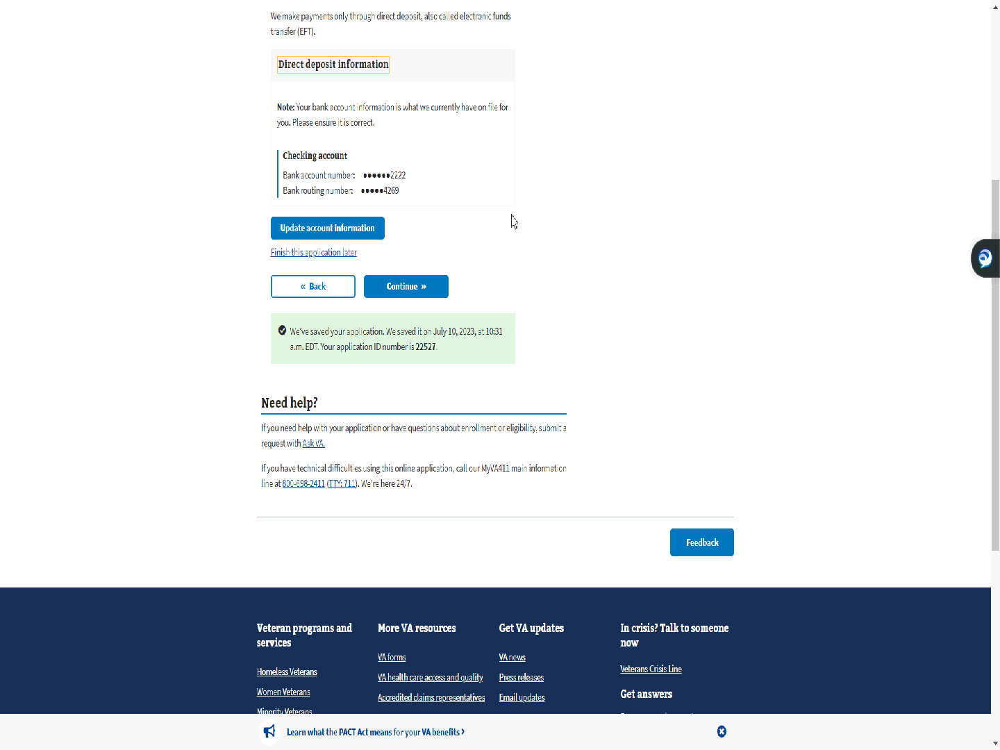 We make payments only through direct deposit, also called electronic funds
transfer (EFT).
Direct deposit information
Note: Your bank account information is what we currently have on file for
you. Please ensure it is correct.
Checking account
Bank account number: ●●●●●●2222
Bank routing number: ●●●●●4269
Update account information
Finish this application later
« Back
Continue »
We've saved your application. We saved it on July 10, 2023, at 10:31
a.m. EDT. Your application ID number is 22527.
Need help?
If you need help with your application or have questions about enrollment or eligibility, submit a
request with Ask VA.
If you have technical difficulties using this online application, call our MyVA411 main information
line at 800-698-2411 (TTY: 711). We're here 24/7.
Feedback
Veteran programs and
services
Homeless Veterans
Women Veterans
Minority Veterans
More VA resources
VA forms
VA health care access and quality
Accredited claims representatives
Get VA updates
VA news
Press releases
Email updates
In crisis? Talk to someone
now
Veterans Crisis Line
Get answers
Learn what the PACT Act means for your VA benefits ›